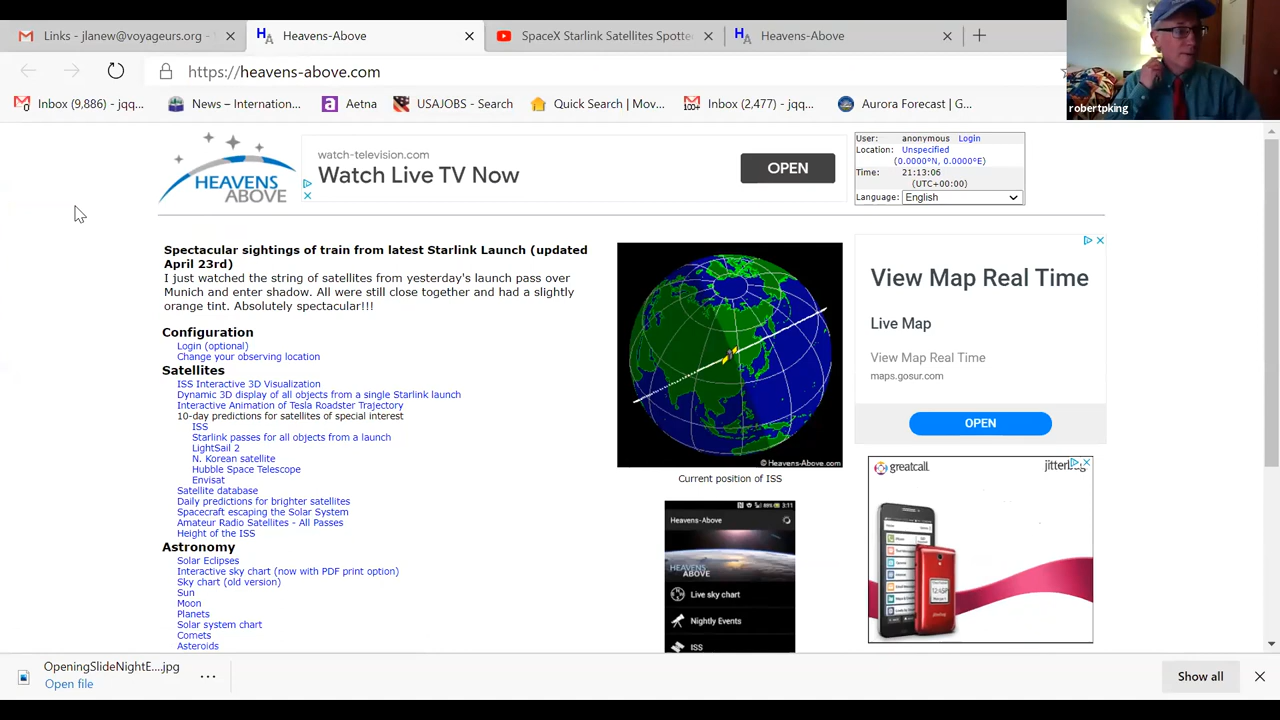 Links - jlanew@voyageurs.org -
Heavens-Above
SpaceX Starlink Satellites Spotte
Heavens-Above
https://heavens-above.com
Inbox (9,886) - jqq...
News – Internation...
Aetna
USAJOBS - Search
Quick Search | Mov...
100+
Inbox (2,477) - jqq...
Aurora Forecast | G...
robertpking
HEAVENS
ABOVE
watch-television.com
Watch Live TV Now
OPEN
User: anonymous Login
Location: Unspecified
(0.0000°N, 0.0000°E)
Time: 21:13:06
(UTC+00:00)
Language: English
Spectacular sightings of train from latest Starlink Launch (updated
April 23rd)
I just watched the string of satellites from yesterday's launch pass over
Munich and enter shadow. All were still close together and had a slightly
orange tint. Absolutely spectacular!!!
Configuration
Login (optional)
Change your observing location
Satellites
ISS Interactive 3D Visualization
Dynamic 3D display of all objects from a single Starlink launch
Interactive Animation of Tesla Roadster Trajectory
10-day predictions for satellites of special interest
ISS
Starlink passes for all objects from a launch
LightSail 2
N. Korean satellite
Hubble Space Telescope
Envisat
Satellite database
Daily predictions for brighter satellites
Spacecraft escaping the Solar System
Amateur Radio Satellites - All Passes
Height of the ISS
Astronomy
Solar Eclipses
Interactive sky chart (now with PDF print option)
Sky chart (old version)
Sun
Moon
Planets
Solar system chart
Comets
Asteroids
© Heavens-Above.com
Current position of ISS
89% 3:11
Heavens-Above
HEAVENS
ABOVE
Live sky chart
Nightly Events
ISS
View Map Real Time
Live Map
View Map Real Time
maps.gosur.com
OPEN
greatcall.
jitterbug
OpeningSlideNightE....jpg
Open file
Show all